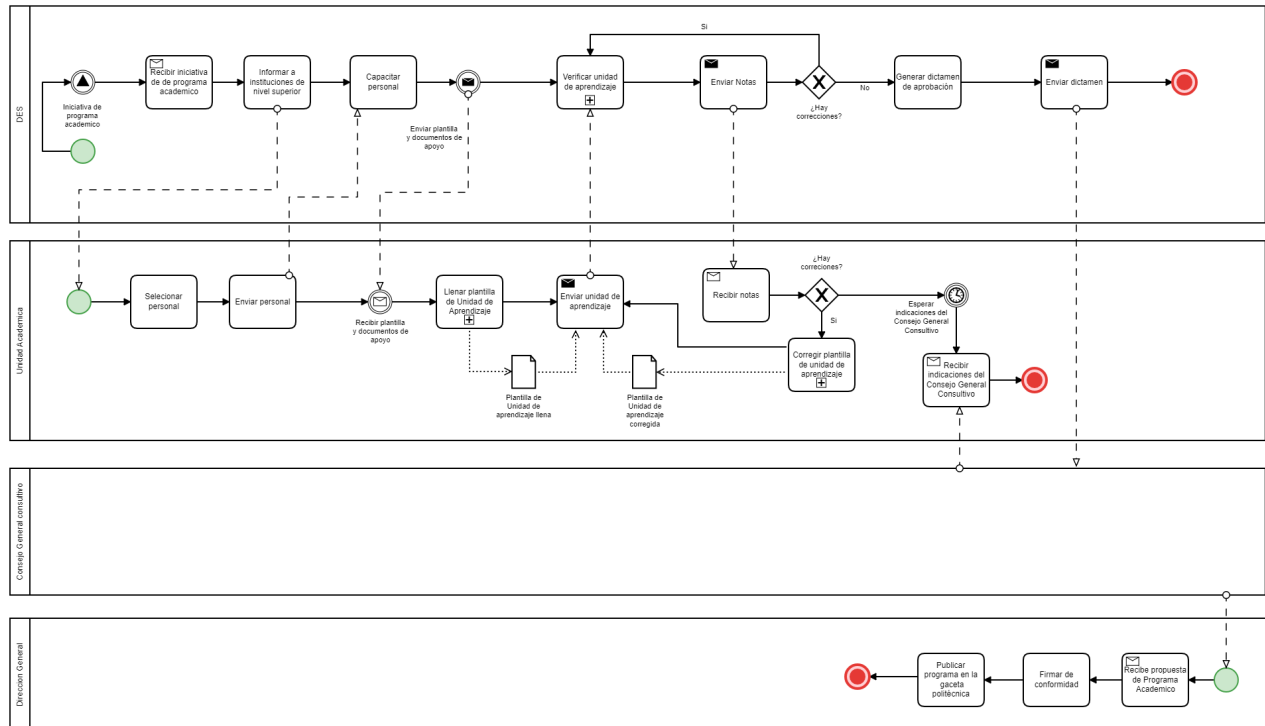 DES
Si
Recibir iniciativa
de de programa
academico
Informar a
instituciones de
nivel superior
Capacitar
personal
Verificar unidad
de aprendizaje
Enviar Notas
Generar dictamen
de aprobación
Enviar dictamen
No
¿Hay
correcciones?
Iniciativa de
programa
academico
Enviar plantilla
y documentos de
apoyo
Unidad Academica
Selecionar
personal
Enviar personal
Recibir plantilla
y documentos de
apoyo
Llenar plantilla
de Unidad de
Aprendizaje
Enviar unidad de
aprendizaje
Recibir notas
¿Hay
correciones?
Si
Esperar
indicaciones del
Consejo General
Consultivo
Corregir plantilla
de unidad de
aprendizaje
Recibir
indicaciones del
Consejo General
Consultivo
Plantilla de
Unidad de
aprendizaje llena
Plantilla de
Unidad de
aprendizaje
corregida
Consejo General consultivo
Dirección General
Publicar
programa en la
gaceta
politécnica
Firmar de
conformidad
Recibe propuesta
de Programa
Academico